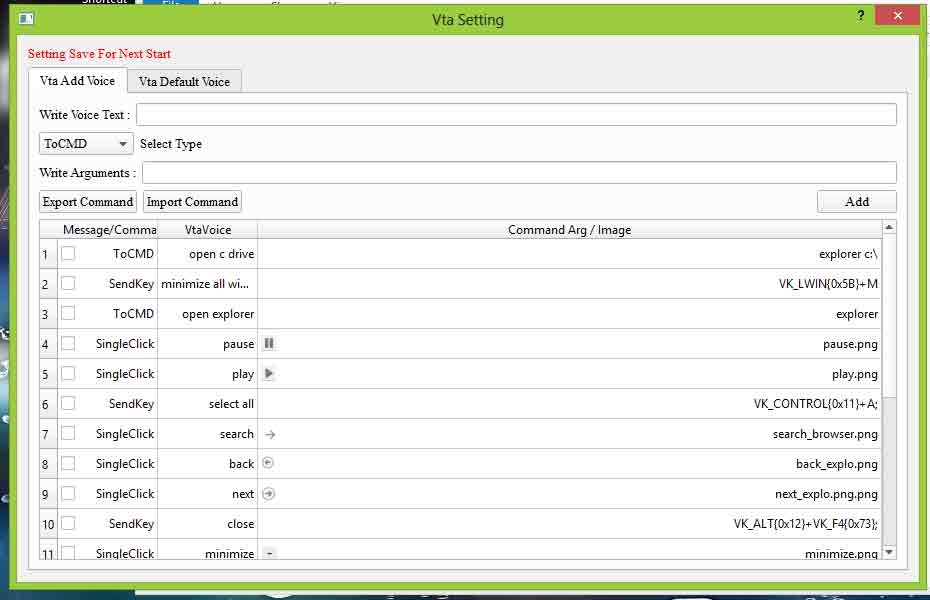 Shortcut
Vta Setting
?
Setting Save For Next Start
Vta Add Voice Vta Default Voice
Write Voice Text :
ToCMD Select Type
Write Arguments :
Export Command Import Command Add
Message/Comma VtaVoice Command Arg / Image
1 ToCMD open c drive explorer c:\
2 SendKey minimize all wi... VK_LWIN{0x5B}+M
3 ToCMD open explorer explorer
4 SingleClick pause pause.png
5 SingleClick play play.png
6 SendKey select all VK_CONTROL{0x11}+A;
7 SingleClick search search_browser.png
8 SingleClick back back_explo.png
9 SingleClick next next_explo.png.png
10 SendKey close VK_ALT{0x12}+VK_F4{0x73};
11 SingleClick minimize minimize.png